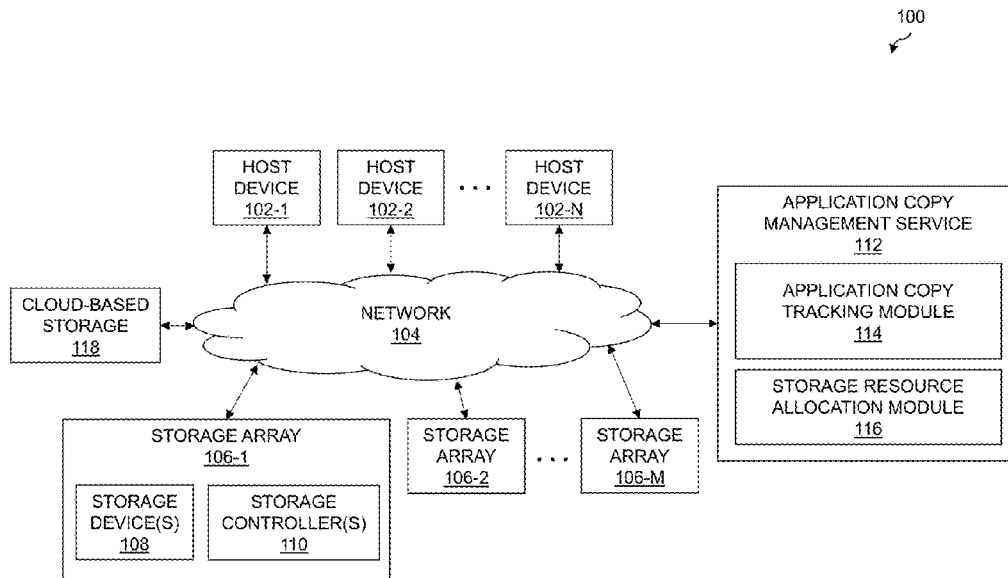 100
HOST
DEVICE
102-1
HOST
DEVICE
102-2
HOST
DEVICE
102-N
APPLICATION COPY
MANAGEMENT SERVICE
112
APPLICATION COPY
TRACKING MODULE
114
STORAGE RESOURCE
ALLOCATION MODULE
116
CLOUD-BASED
STORAGE
118
NETWORK
104
STORAGE ARRAY
106-1
STORAGE
DEVICE(S)
108
STORAGE
CONTROLLER(S)
110
STORAGE
ARRAY
106-2
STORAGE
ARRAY
106-M